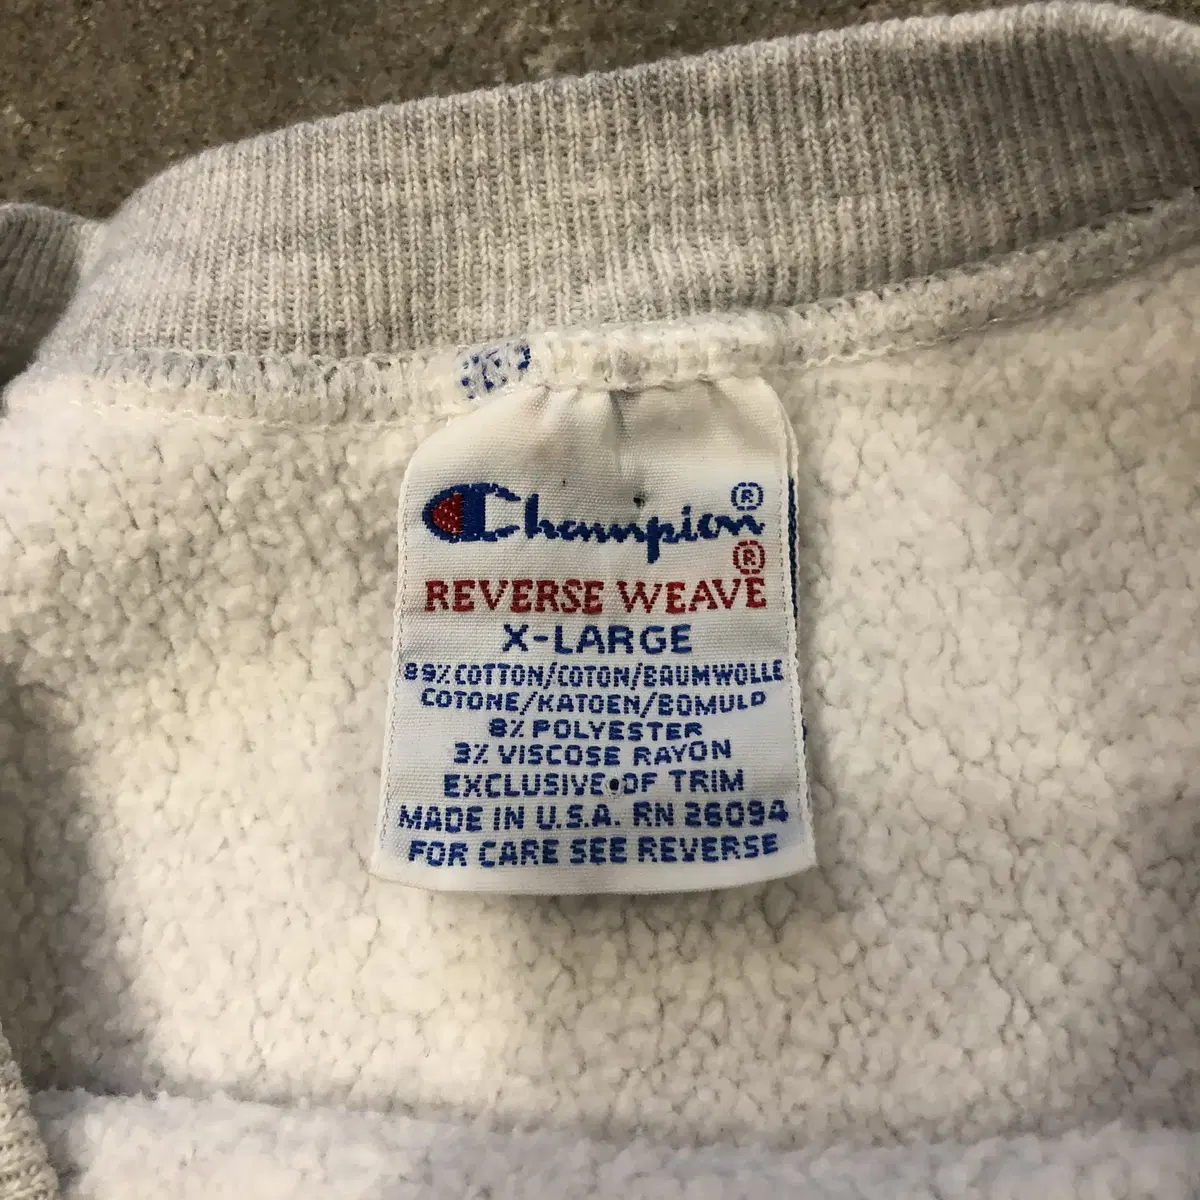 Champion®
REVERSE WEAVE®
X-LARGE
89% COTTON/COTON/BAUMWOLLE
COTONE/KATOEN/BOMULD
8% POLYESTER
3% VISCOSE RAYON
EXCLUSIVE OF TRIM
MADE IN U.S.A. RN 26094
FOR CARE SEE REVERSE